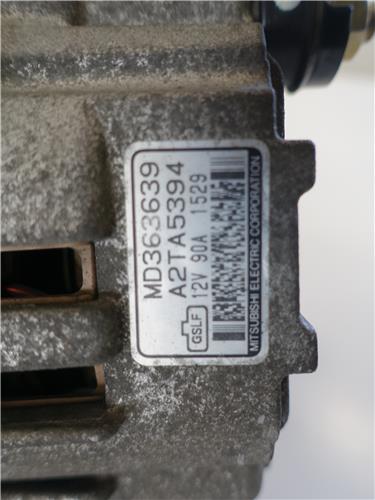 MD363639
A2TA5394
GSLF 12V 90A 1529
MITSUBISHI ELECTRIC CORPORATION